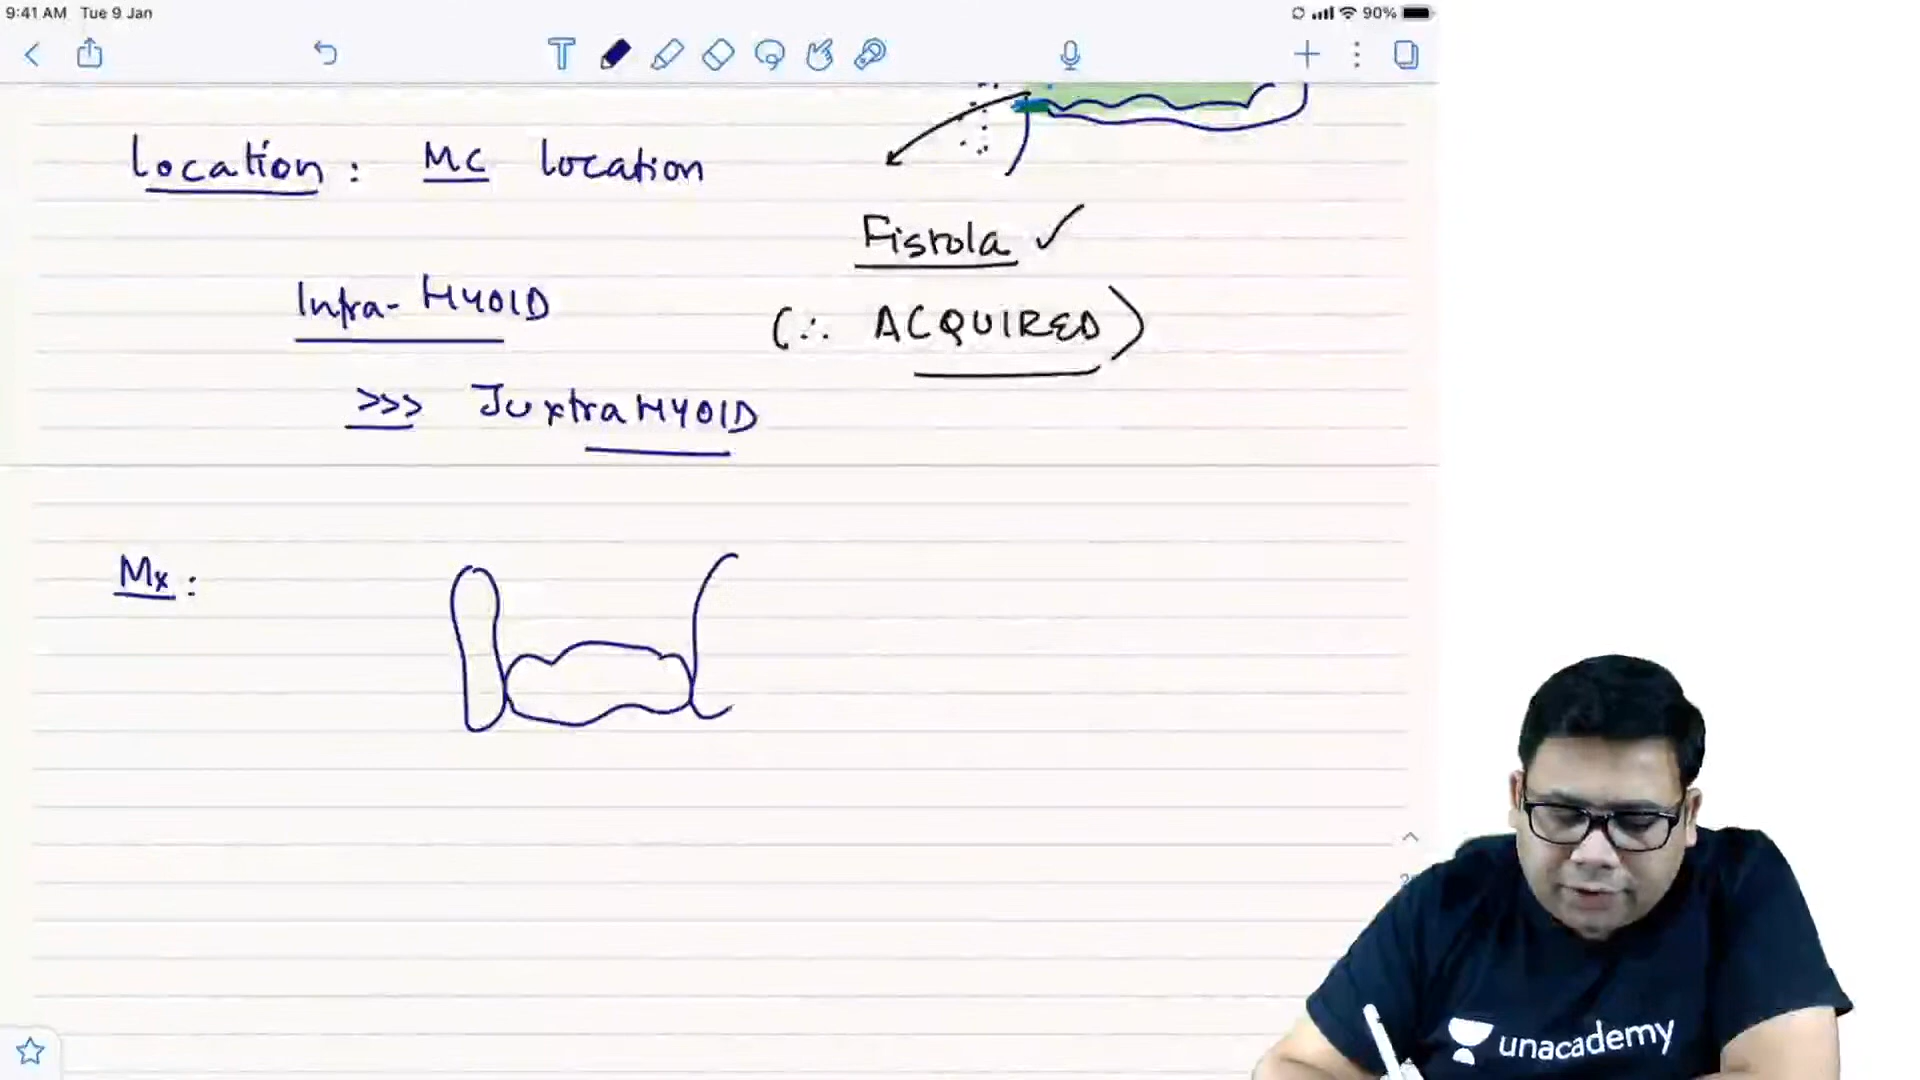 9:41 AM Tue 9 Jan
90%
Location: MC location
Fistola ✓
Infra-HYOID
(∴ ACQUIRED)
>>> JuxtraHYOID
Mx:
unacademy